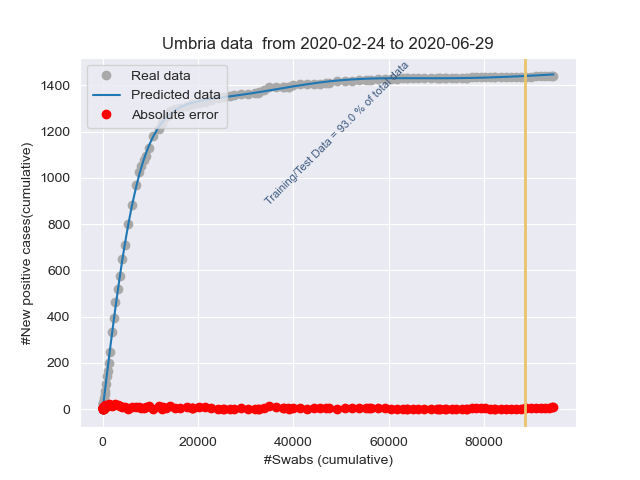 Umbria data  from 2020-02-24 to 2020-06-29
Real data
Predicted data
Absolute error
Training/Test Data = 93.0 % of total data
#New positive cases(cumulative)
1400
1200
1000
800
600
400
200
0
0 20000 40000 60000 80000
#Swabs (cumulative)